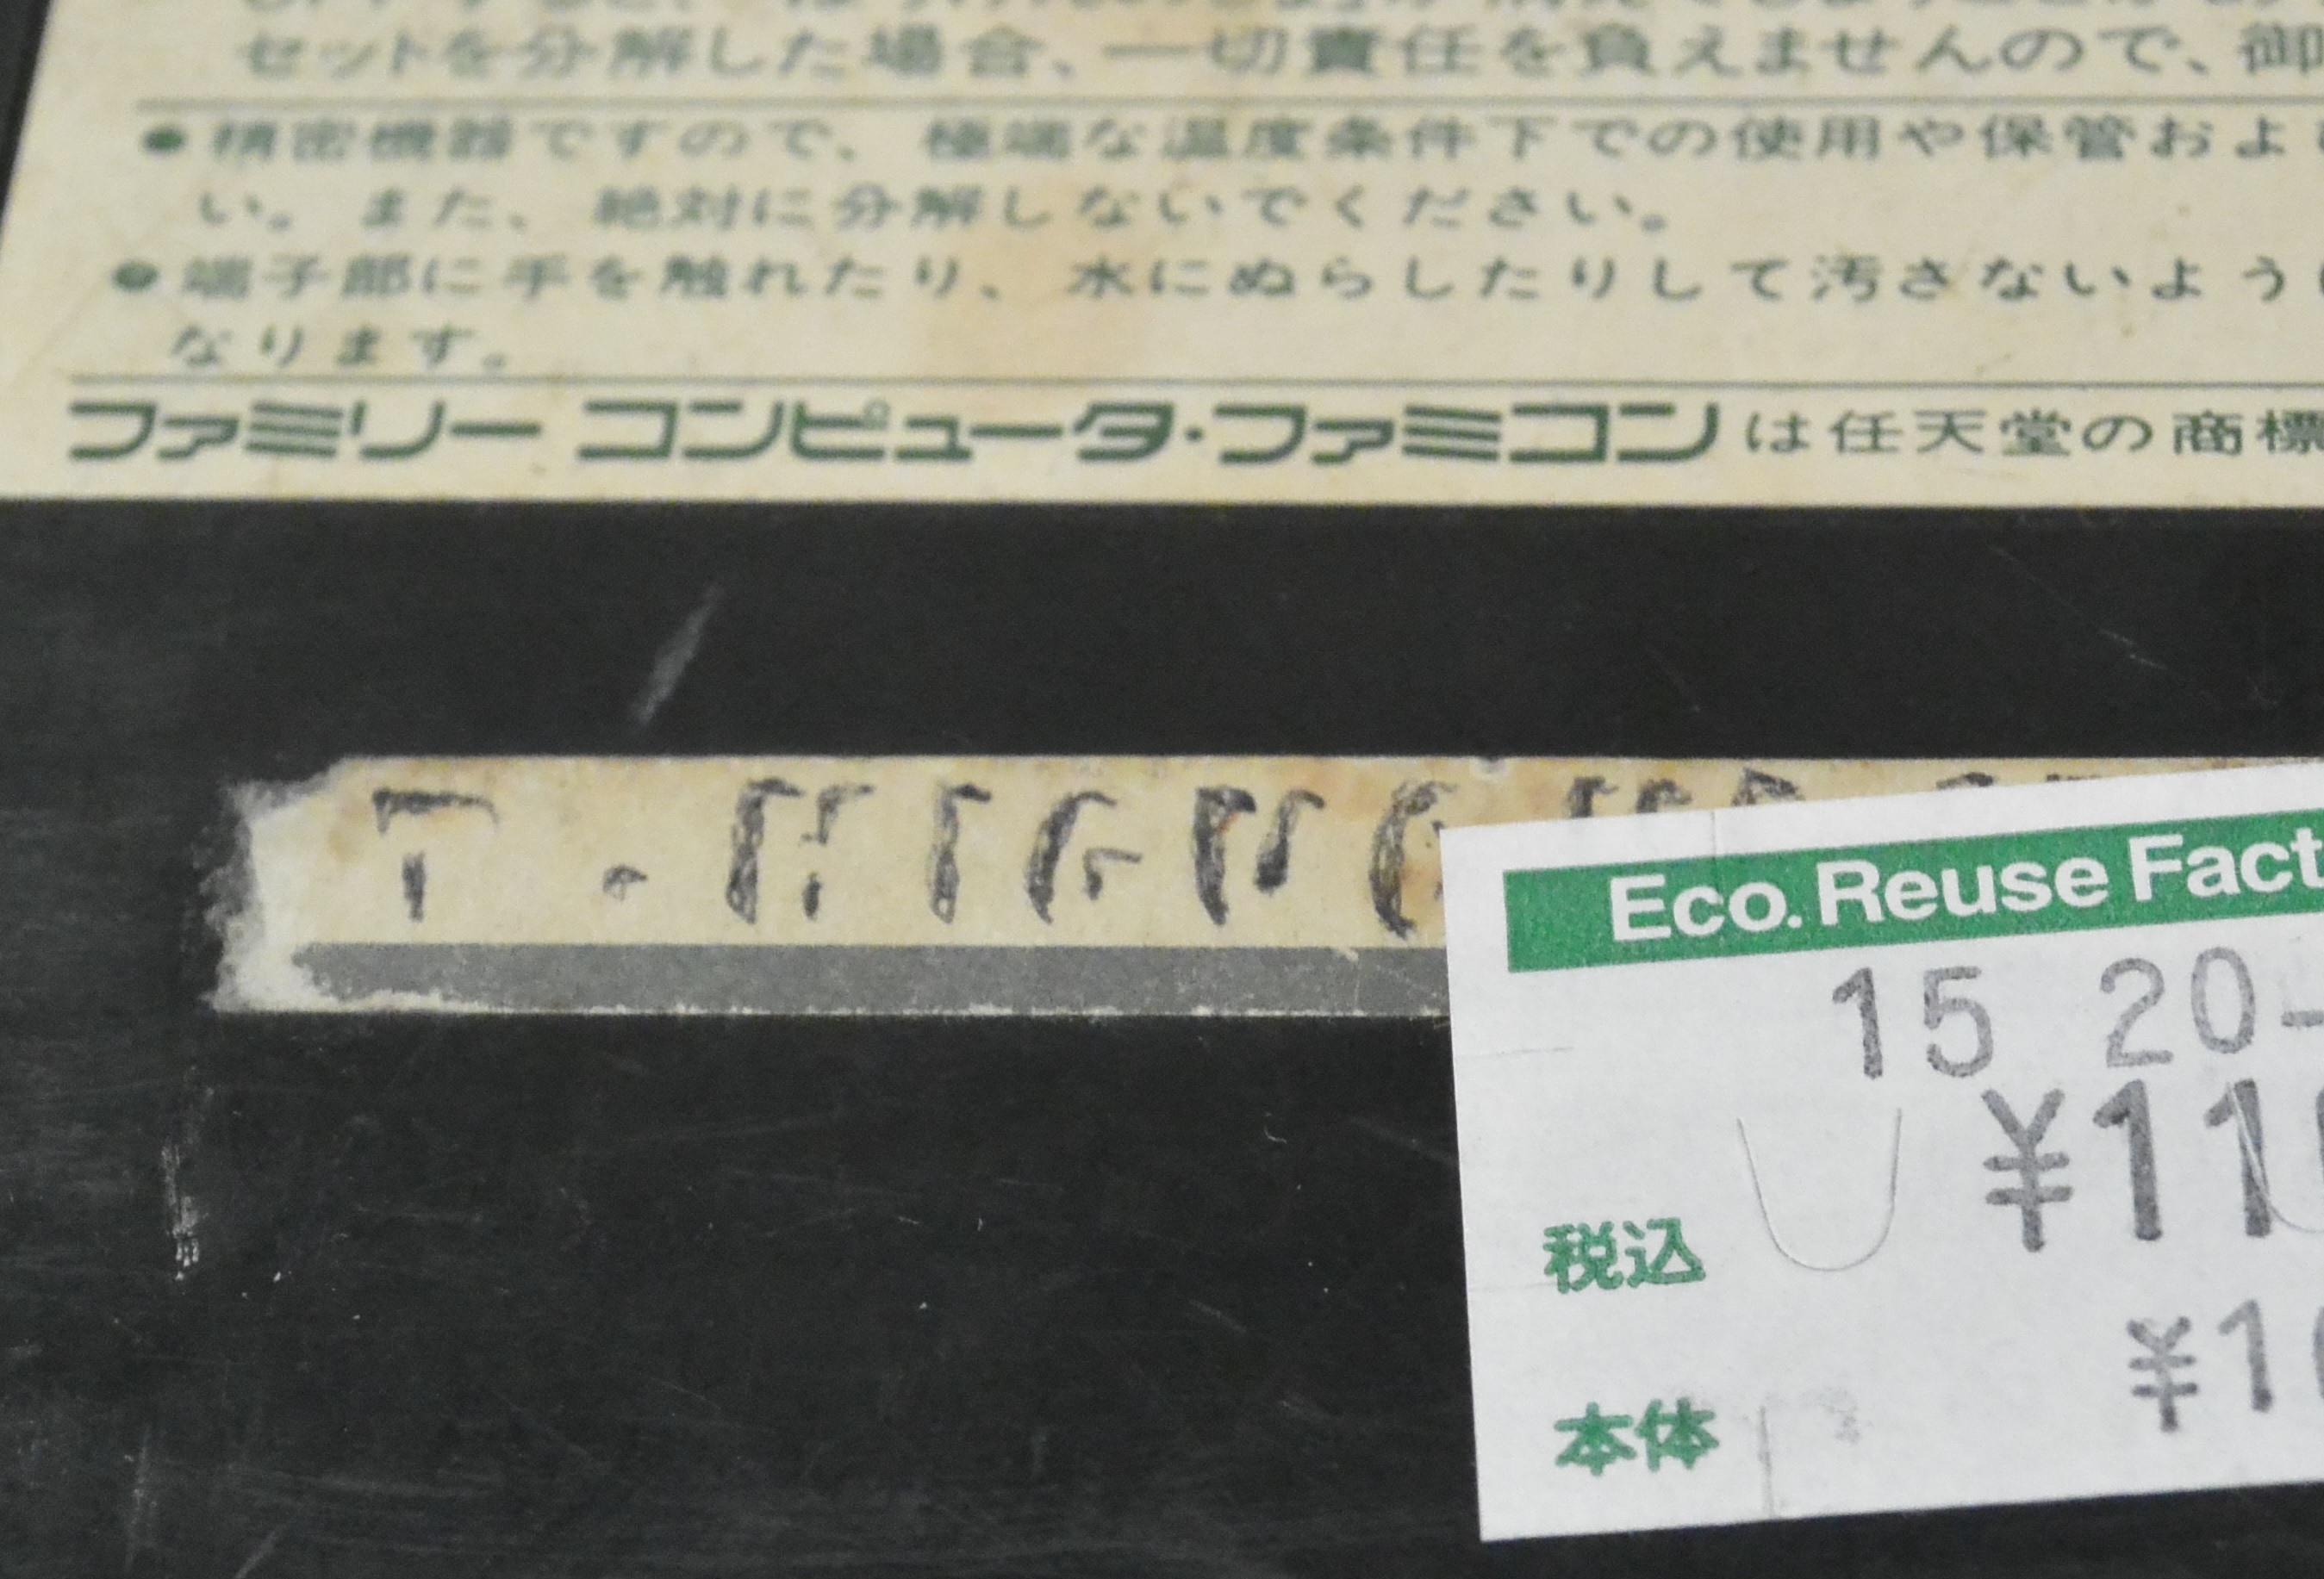 セットを分解した場合、一切責任を負えませんので、御
●精密機器ですので、極端な温度条件下での使用や保管およ
い。また、絶対に分解しないでください。
●端子部に手を触れたり、水にぬらしたりして汚さないよう
なります。
ファミリー コンピュータ・ファミコンは任天堂の商標
Eco. Reuse Fact
15 20-
¥11
税込
¥1
本体